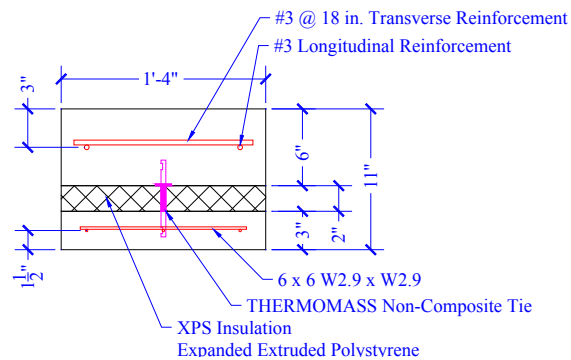 #3 @ 18 in. Transverse Reinforcement
#3 Longitudinal Reinforcement
1'-4"
3"
6"
11"
3"
2"
1 1/2"
6 x 6 W2.9 x W2.9
THERMOMASS Non-Composite Tie
XPS Insulation
Expanded Extruded Polystyrene